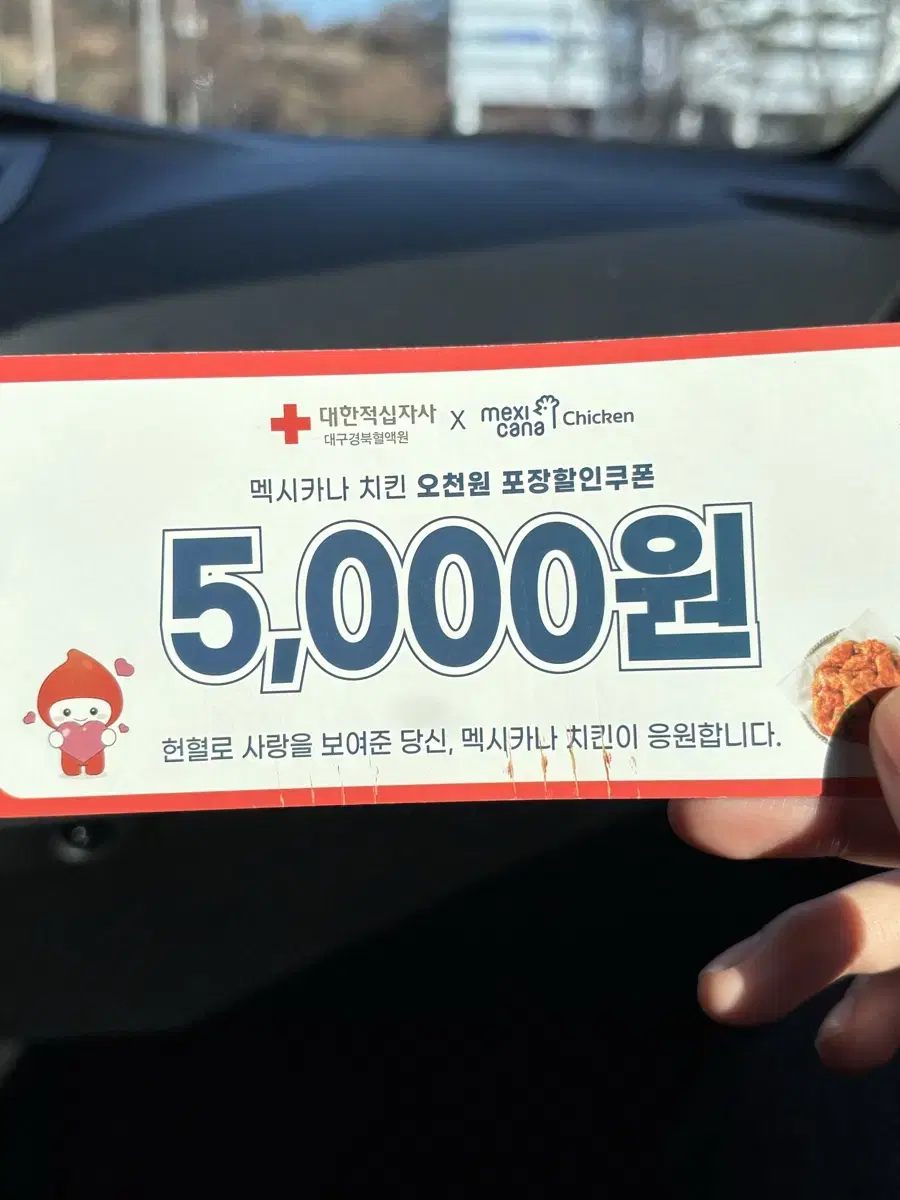 대한적십자사
대구경북혈액원
X
mexi
cana
Chicken
멕시카나 치킨 오천원 포장할인쿠폰
5,000원
헌혈로 사랑을 보여준 당신, 멕시카나 치킨이 응원합니다.